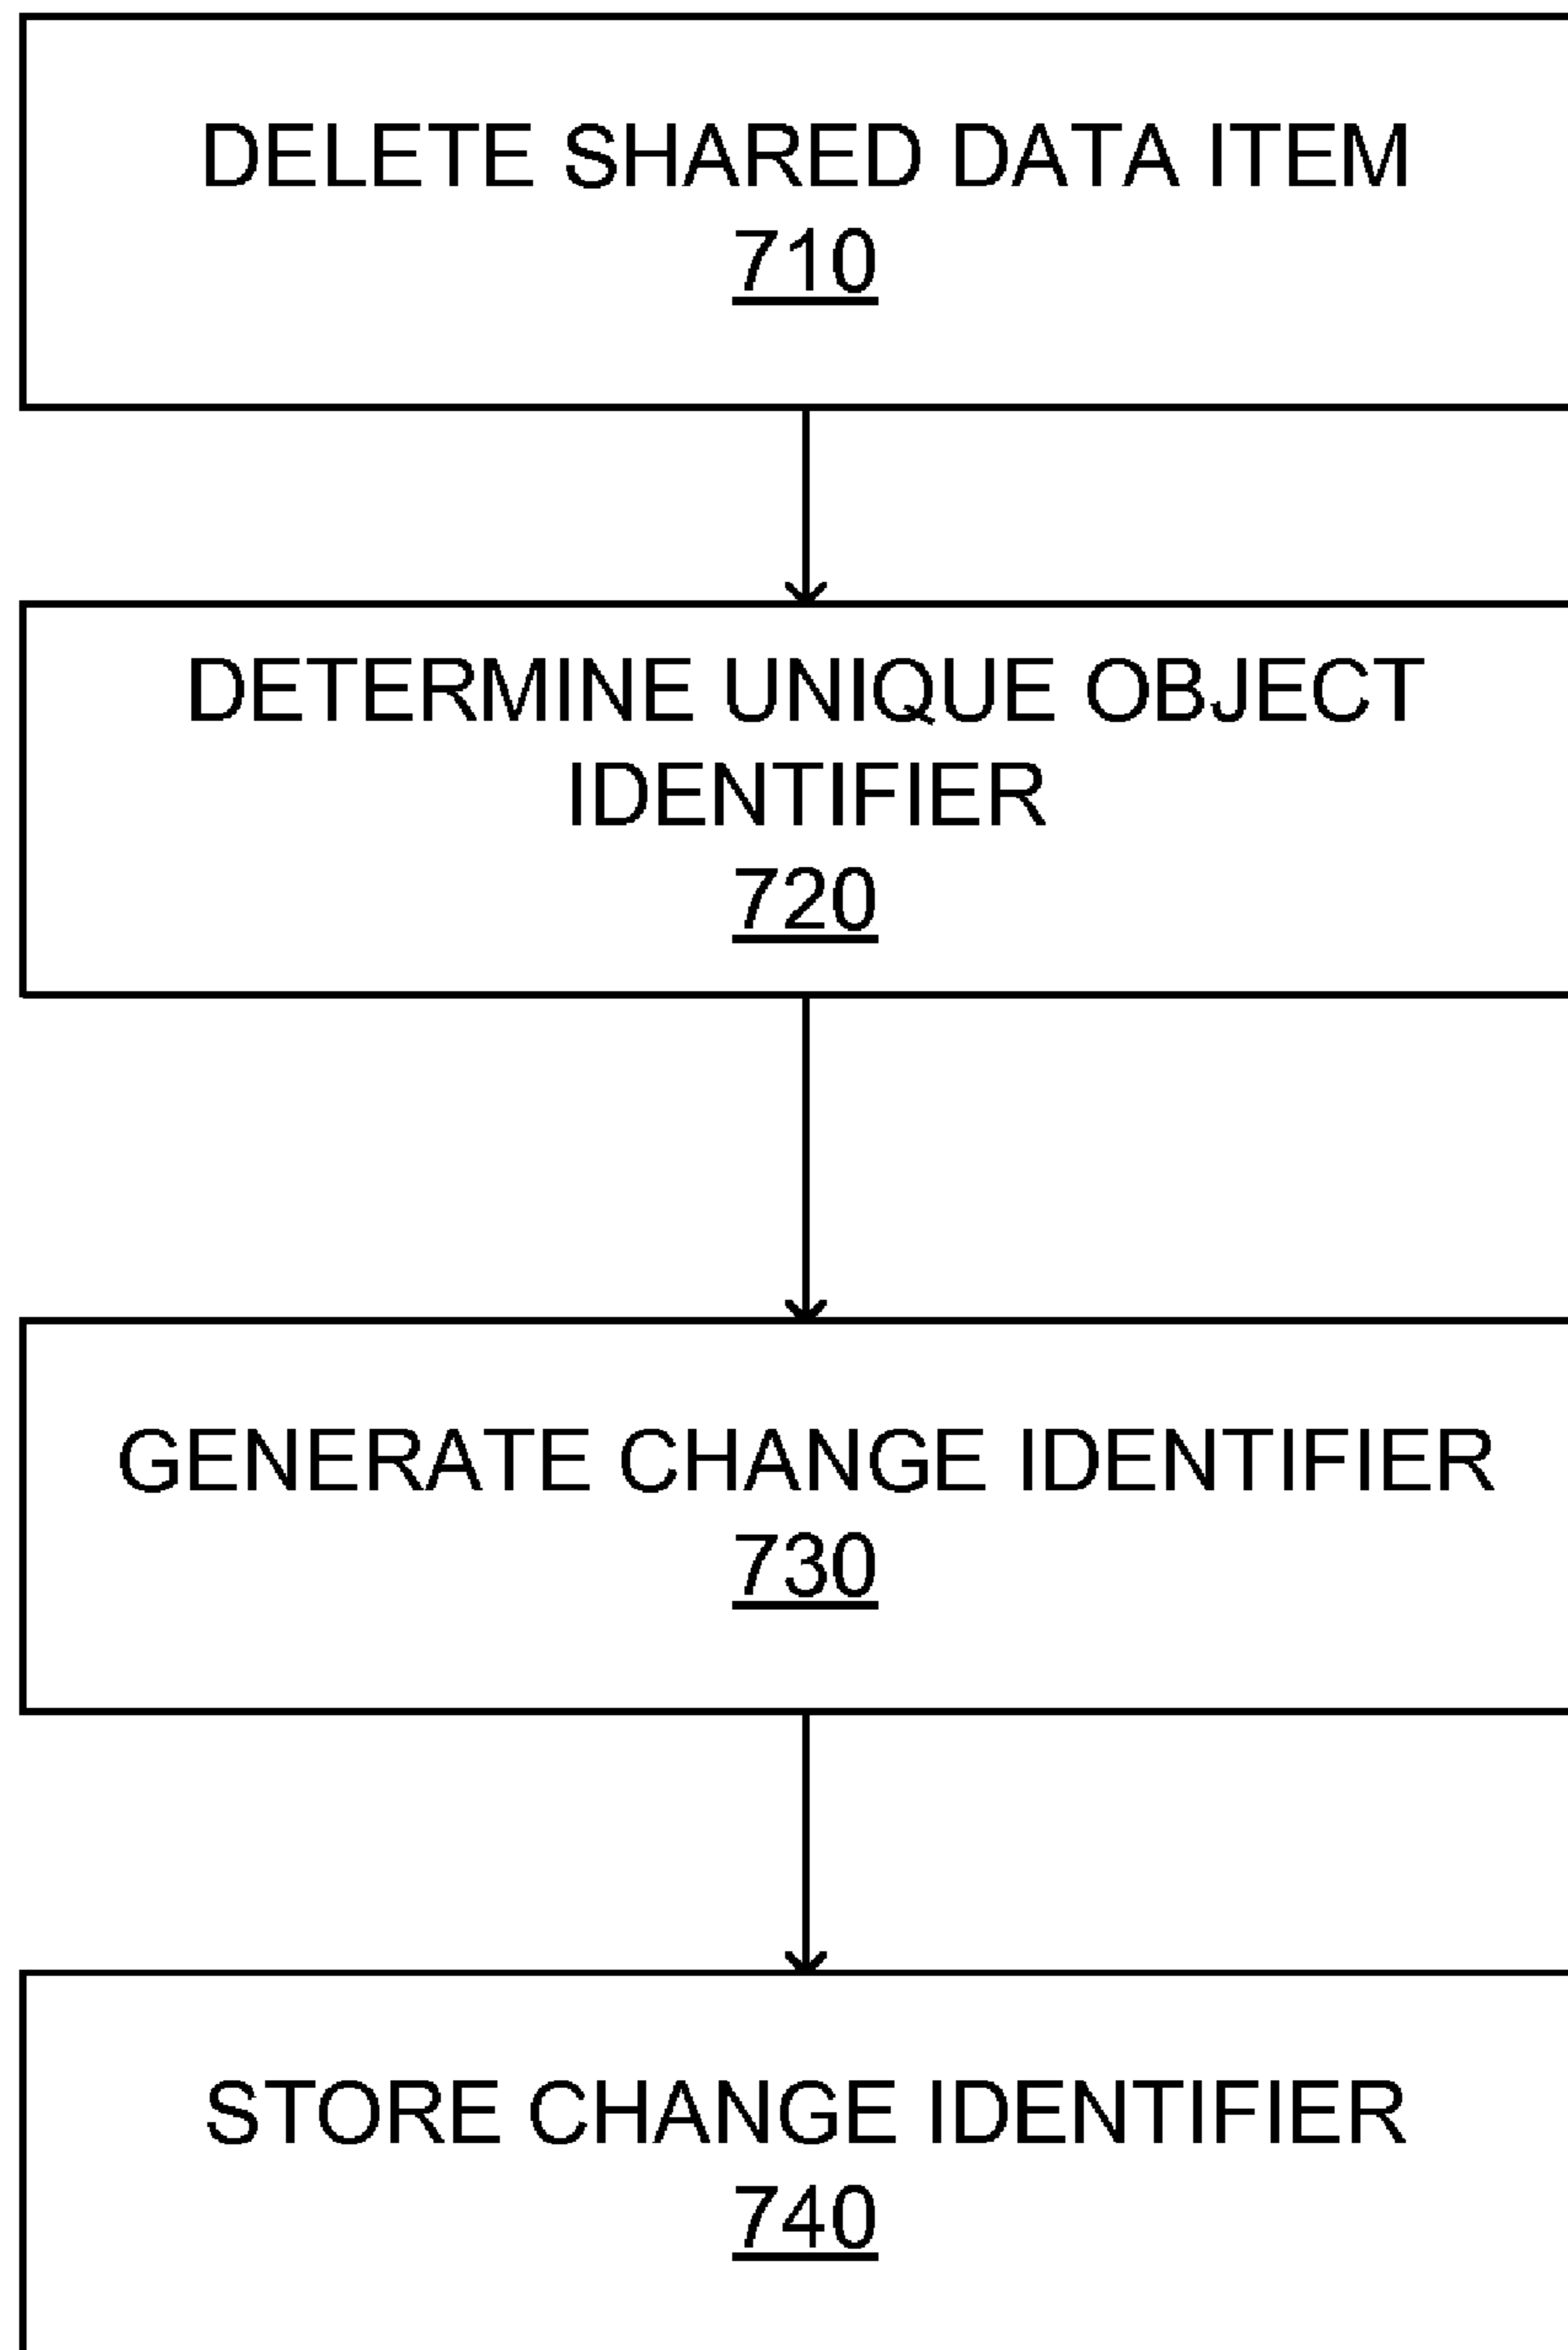 DELETE SHARED DATA ITEM
710
DETERMINE UNIQUE OBJECT
IDENTIFIER
720
GENERATE CHANGE IDENTIFIER
730
STORE CHANGE IDENTIFIER
740